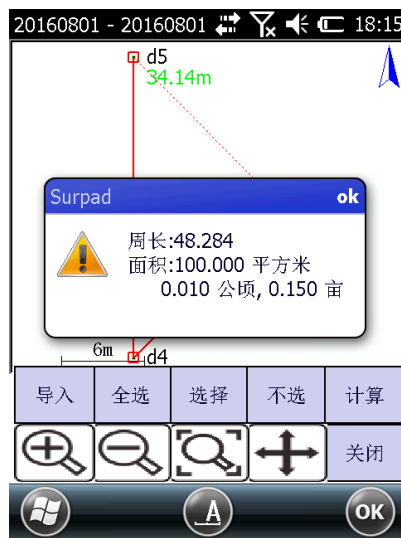 20160801 - 20160801 18:15
d5
34.14m
Surpad ok
周长:48.284
面积:100.000 平方米
0.010 公顷, 0.150 亩
6m d4
导入 全选 选择 不选 计算
关闭
A OK